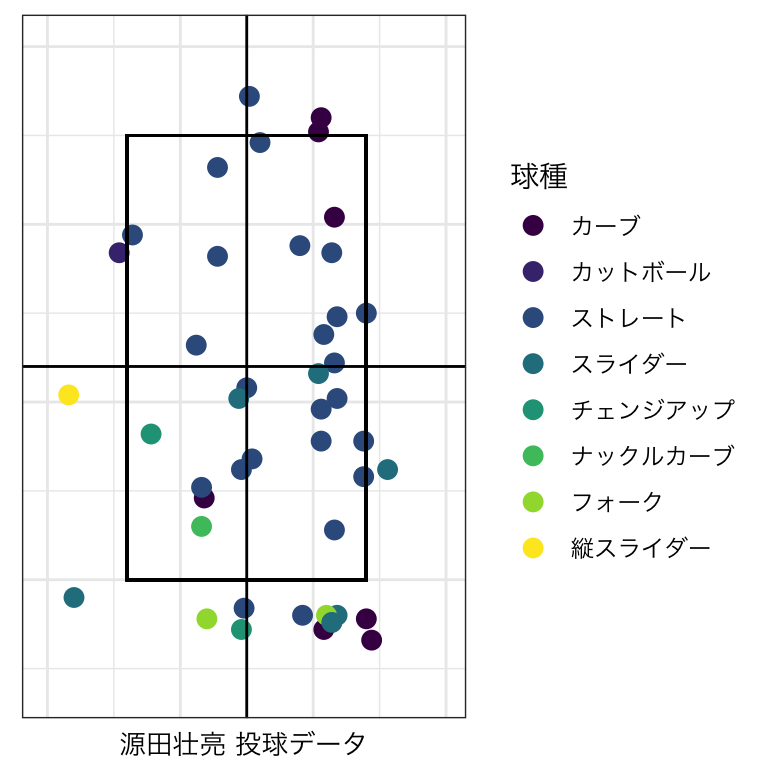 球種
カーブ
カットボール
ストレート
スライダー
チェンジアップ
ナックルカーブ
フォーク
縦スライダー
源田壮亮 投球データ